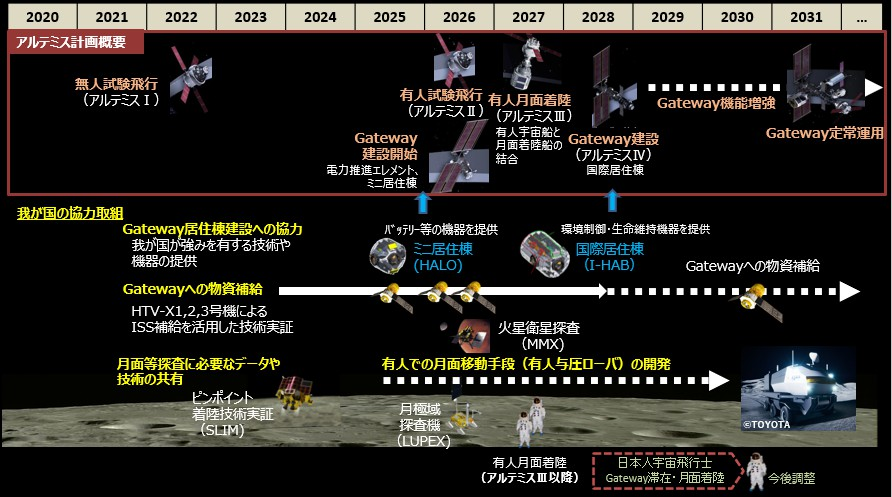 2020 2021 2022 2023 2024 2025 2026 2027 2028 2029 2030 2031 ...
アルテミス計画概要
無人試験飛行
(アルテミスⅠ)
有人試験飛行
(アルテミスⅡ)
有人月面着陸
(アルテミスⅢ)
有人宇宙船と
月面着陸船の
結合
Gateway
建設開始
電力推進エレメント、
ミニ居住棟
Gateway建設
(アルテミスⅣ)
国際居住棟
Gateway機能増強
Gateway定常運用
我が国の協力取組
Gateway居住棟建設への協力
我が国が強みを有する技術や
機器の提供
バッテリー等の機器を提供
ミニ居住棟
(HALO)
環境制御・生命維持機器を提供
国際居住棟
(I-HAB)
Gatewayへの物資補給
Gatewayへの物資補給
HTV-X1,2,3号機による
ISS補給を活用した技術実証
火星衛星探査
(MMX)
月面等探査に必要なデータや
技術の共有
有人での月面移動手段(有人与圧ローバ)の開発
ピンポイント
着陸技術実証
(SLIM)
月極域
探査機
(LUPEX)
©TOYOTA
有人月面着陸
(アルテミスⅢ以降)
日本人宇宙飛行士
Gateway滞在・月面着陸
今後調整